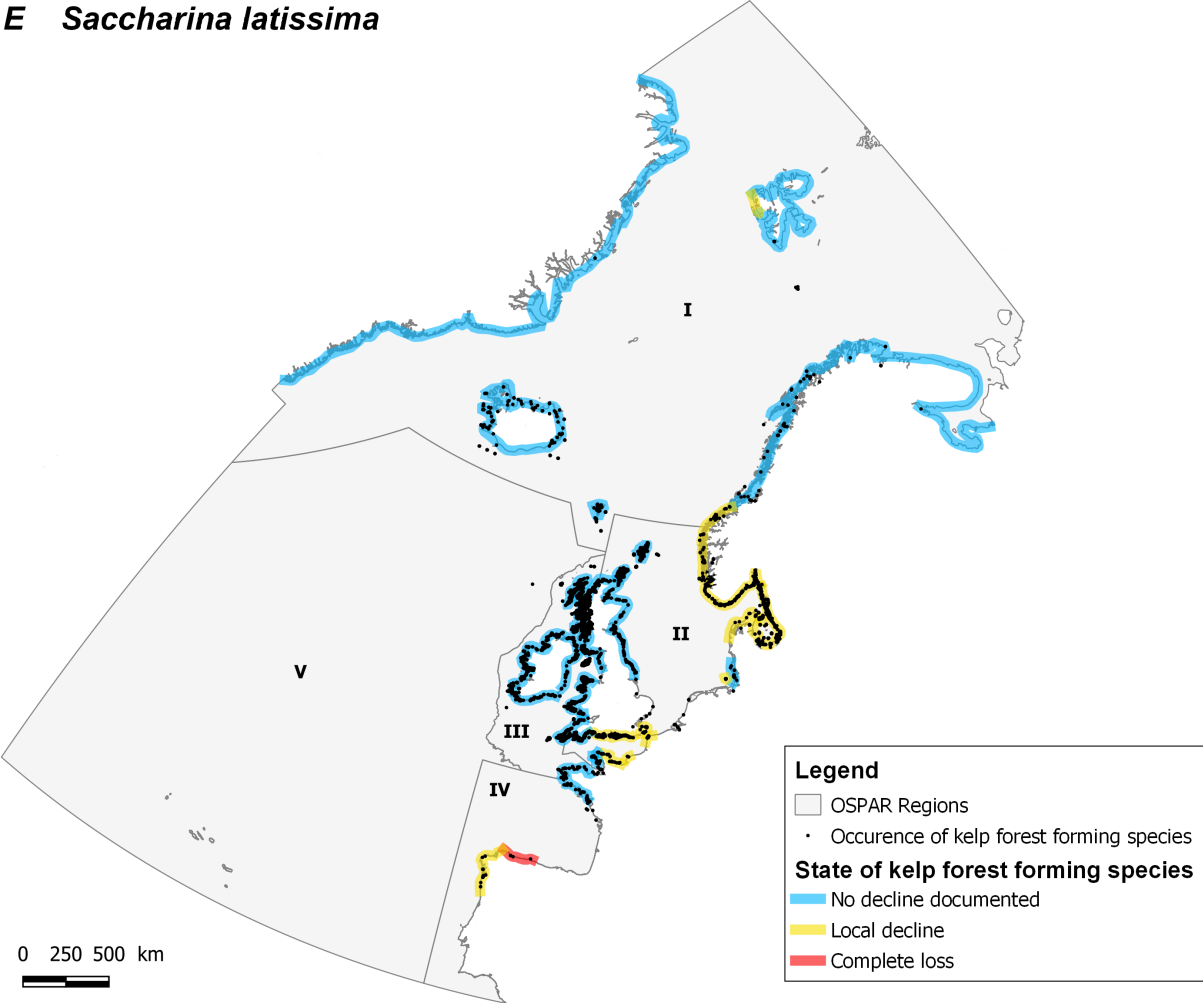 E Saccharina latissima
I
II
V
III
IV
Legend
OSPAR Regions
Occurence of kelp forest forming species
State of kelp forest forming species
No decline documented
Local decline
Complete loss
0 250 500 km